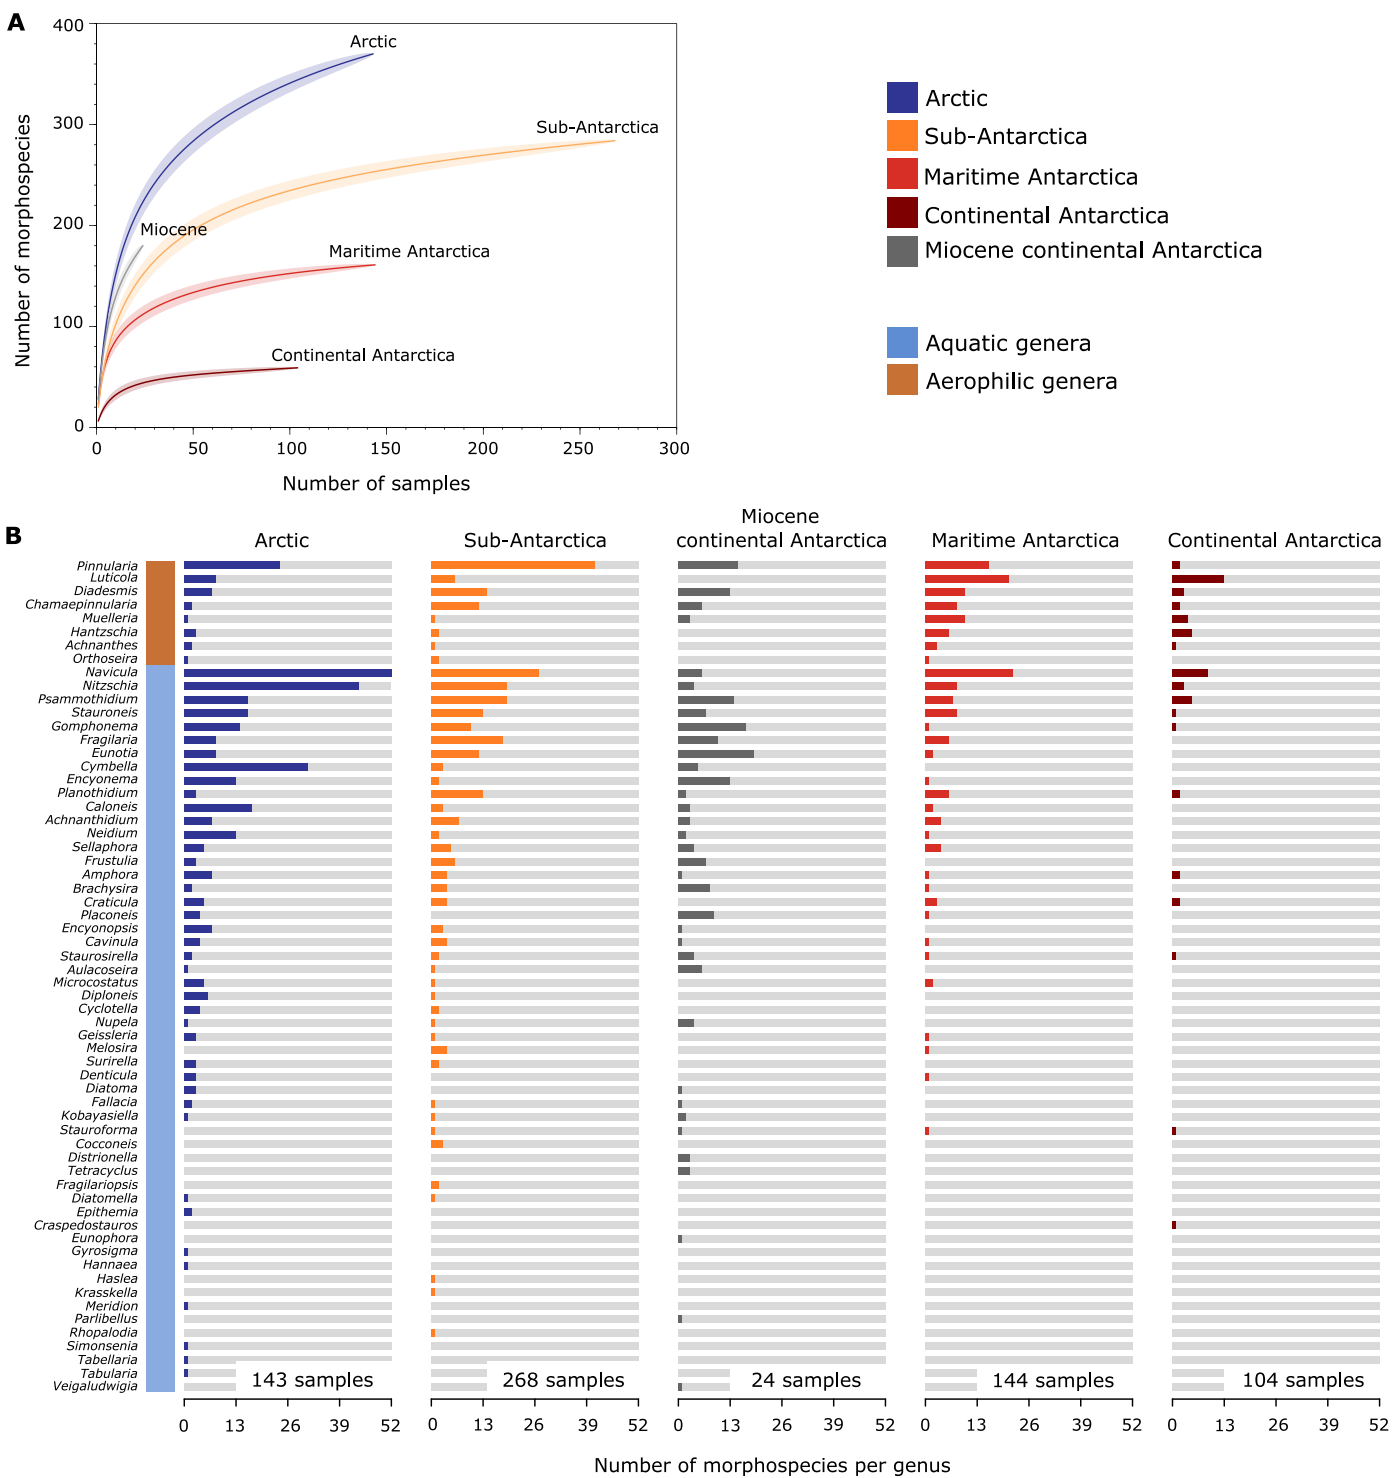 A
400
300
200
100
0
Number of morphospecies
Arctic
Sub-Antarctica
Miocene
Maritime Antarctica
Continental Antarctica
0 50 100 150 200 250 300
Number of samples
Arctic
Sub-Antarctica
Maritime Antarctica
Continental Antarctica
Miocene continental Antarctica
Aquatic genera
Aerophilic genera
B
Arctic
Sub-Antarctica
Miocene
continental Antarctica
Maritime Antarctica
Continental Antarctica
Pinnularia
Luticola
Diadesmis
Chamaepinnularia
Muelleria
Hantzschia
Achnanthes
Orthoseira
Navicula
Nitzschia
Psammothidium
Stauroneis
Gomphonema
Fragilaria
Eunotia
Cymbella
Encyonema
Planothidium
Caloneis
Achnanthidium
Neidium
Sellaphora
Frustulia
Amphora
Brachysira
Craticula
Placoneis
Encyonopsis
Cavinula
Staurosirella
Aulacoseira
Microcostatus
Diploneis
Cyclotella
Nupela
Geissleria
Melosira
Surirella
Denticula
Diatoma
Fallacia
Kobayasiella
Stauroforma
Cocconeis
Distrionella
Tetracyclus
Fragilariopsis
Diatomella
Epithemia
Craspedostauros
Eunophora
Gyrosigma
Hannaea
Haslea
Krasskella
Meridion
Parlibellus
Rhopalodia
Simonsenia
Tabellaria
Tabularia
Veigaludwigia
143 samples
268 samples
24 samples
144 samples
104 samples
0 13 26 39 52
0 13 26 39 52
0 13 26 39 52
0 13 26 39 52
0 13 26 39 52
Number of morphospecies per genus